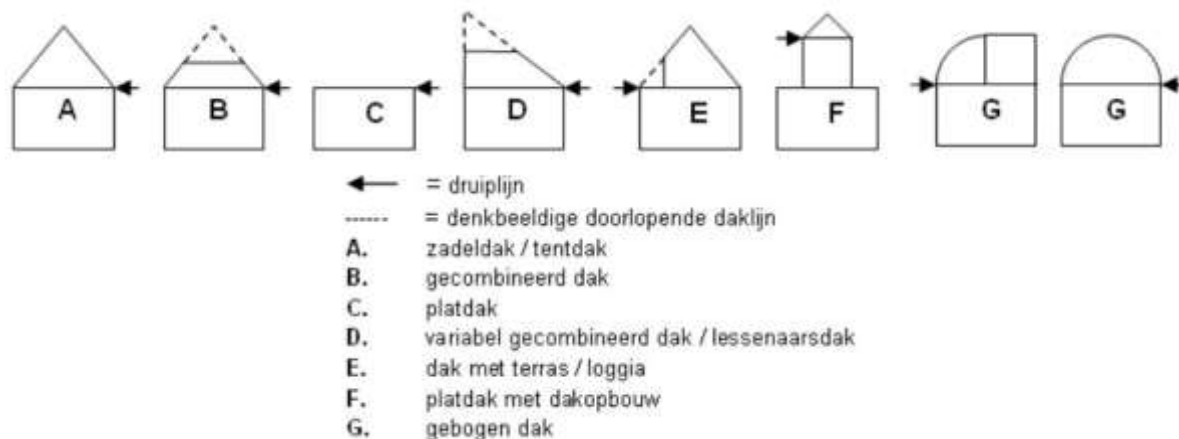 A B C D E F G G
= druiplijn
= denkbeeldige doorlopende daklijn
A. zadeldak / tentdak
B. gecombineerd dak
C. platdak
D. variabel gecombineerd dak / lessenaarsdak
E. dak met terras / loggia
F. platdak met dakopbouw
G. gebogen dak